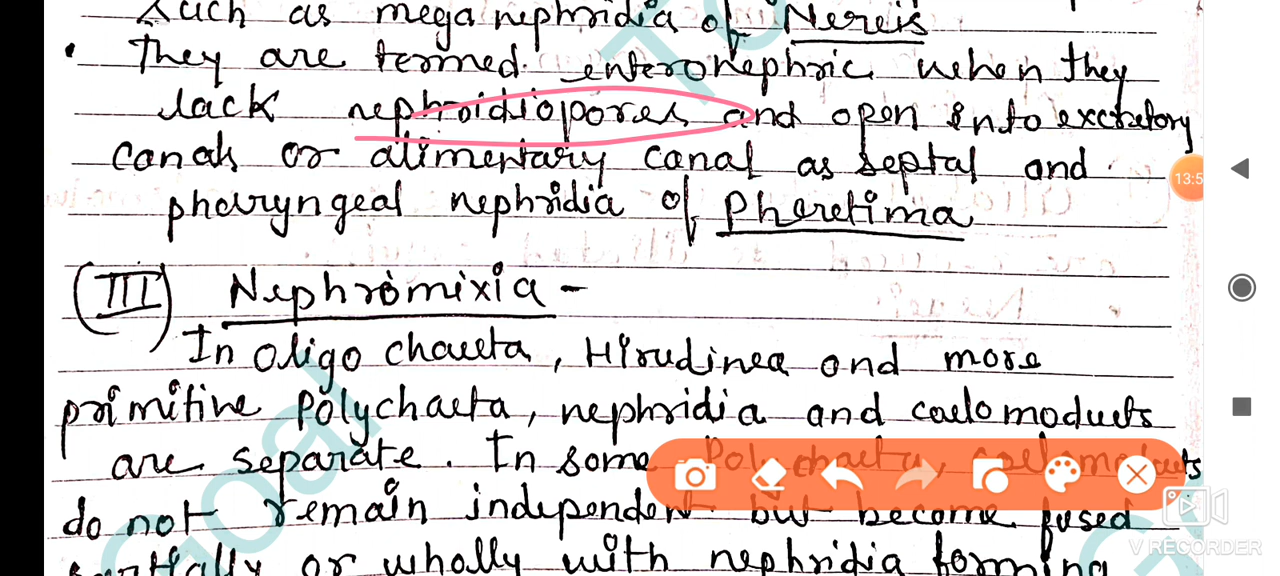 Such as mega nephridia of Nereis
• They are termed enteronephric when they
lack nephridiopores and open into excretory
canals or alimentary canal as septal and
pharyngeal nephridia of Pheretima
(III) Nephromixia -
In oligochaeta, Hirudinea and more
primitive Polychaeta, nephridia and coelomoducts
are separate. In some Polychaeta, coelomoducts
do not remain independent but become fused
partially or wholly with nephridia forming
13:5
V RECORDER
Goal